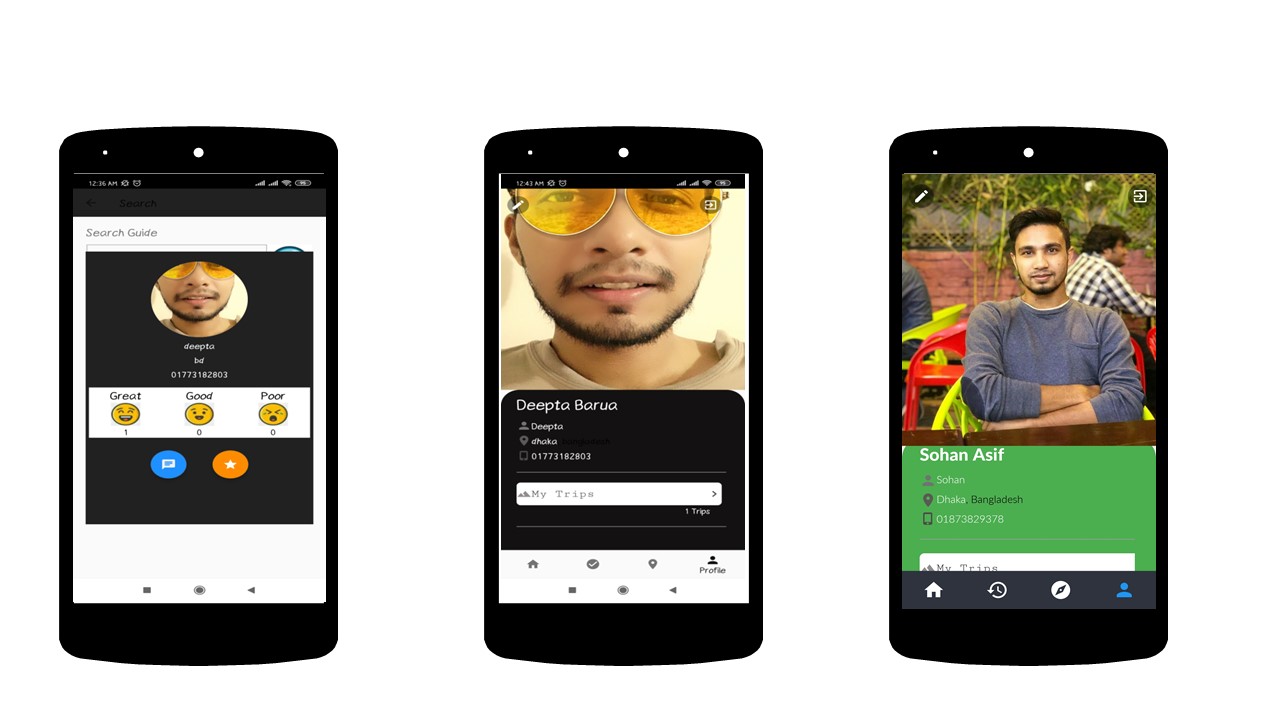 12:36 AM
Search
Search Guide
deepta
bd
01773182803
Great Good Poor
1 0 0
12:43 AM
Deepta Barua
Deepta
dhaka Bangladesh
01773182803
My Trips
1 Trips
Profile
Sohan Asif
Sohan
Dhaka, Bangladesh
01873829378
My Trips